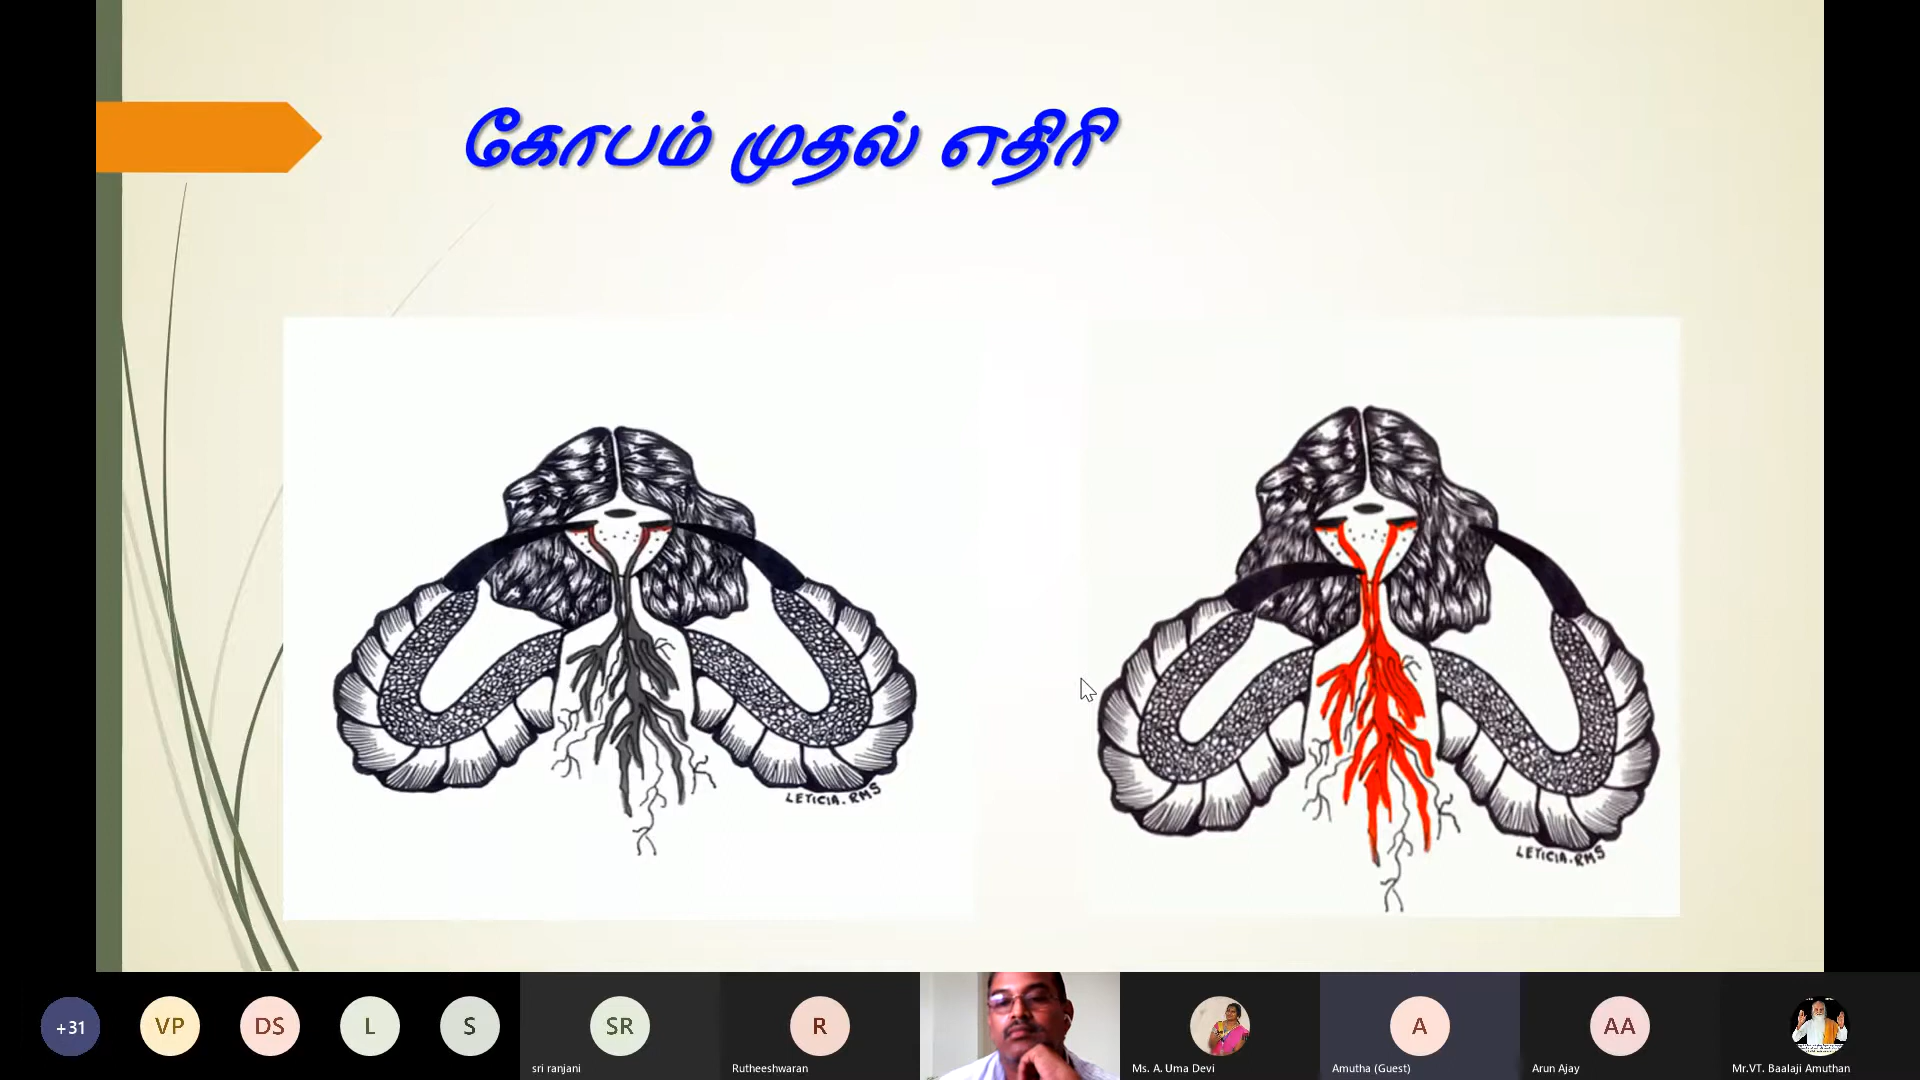 கோபம் முதல் எதிரி
LETICIA.RMS
LETICIA.RMS
+31
VP
DS
L
S
SR
R
A
AA
sri ranjani
Rutheeshwaran
Ms. A. Uma Devi
Amutha (Guest)
Arun Ajay
Mr.VT. Baalaji Amuthan